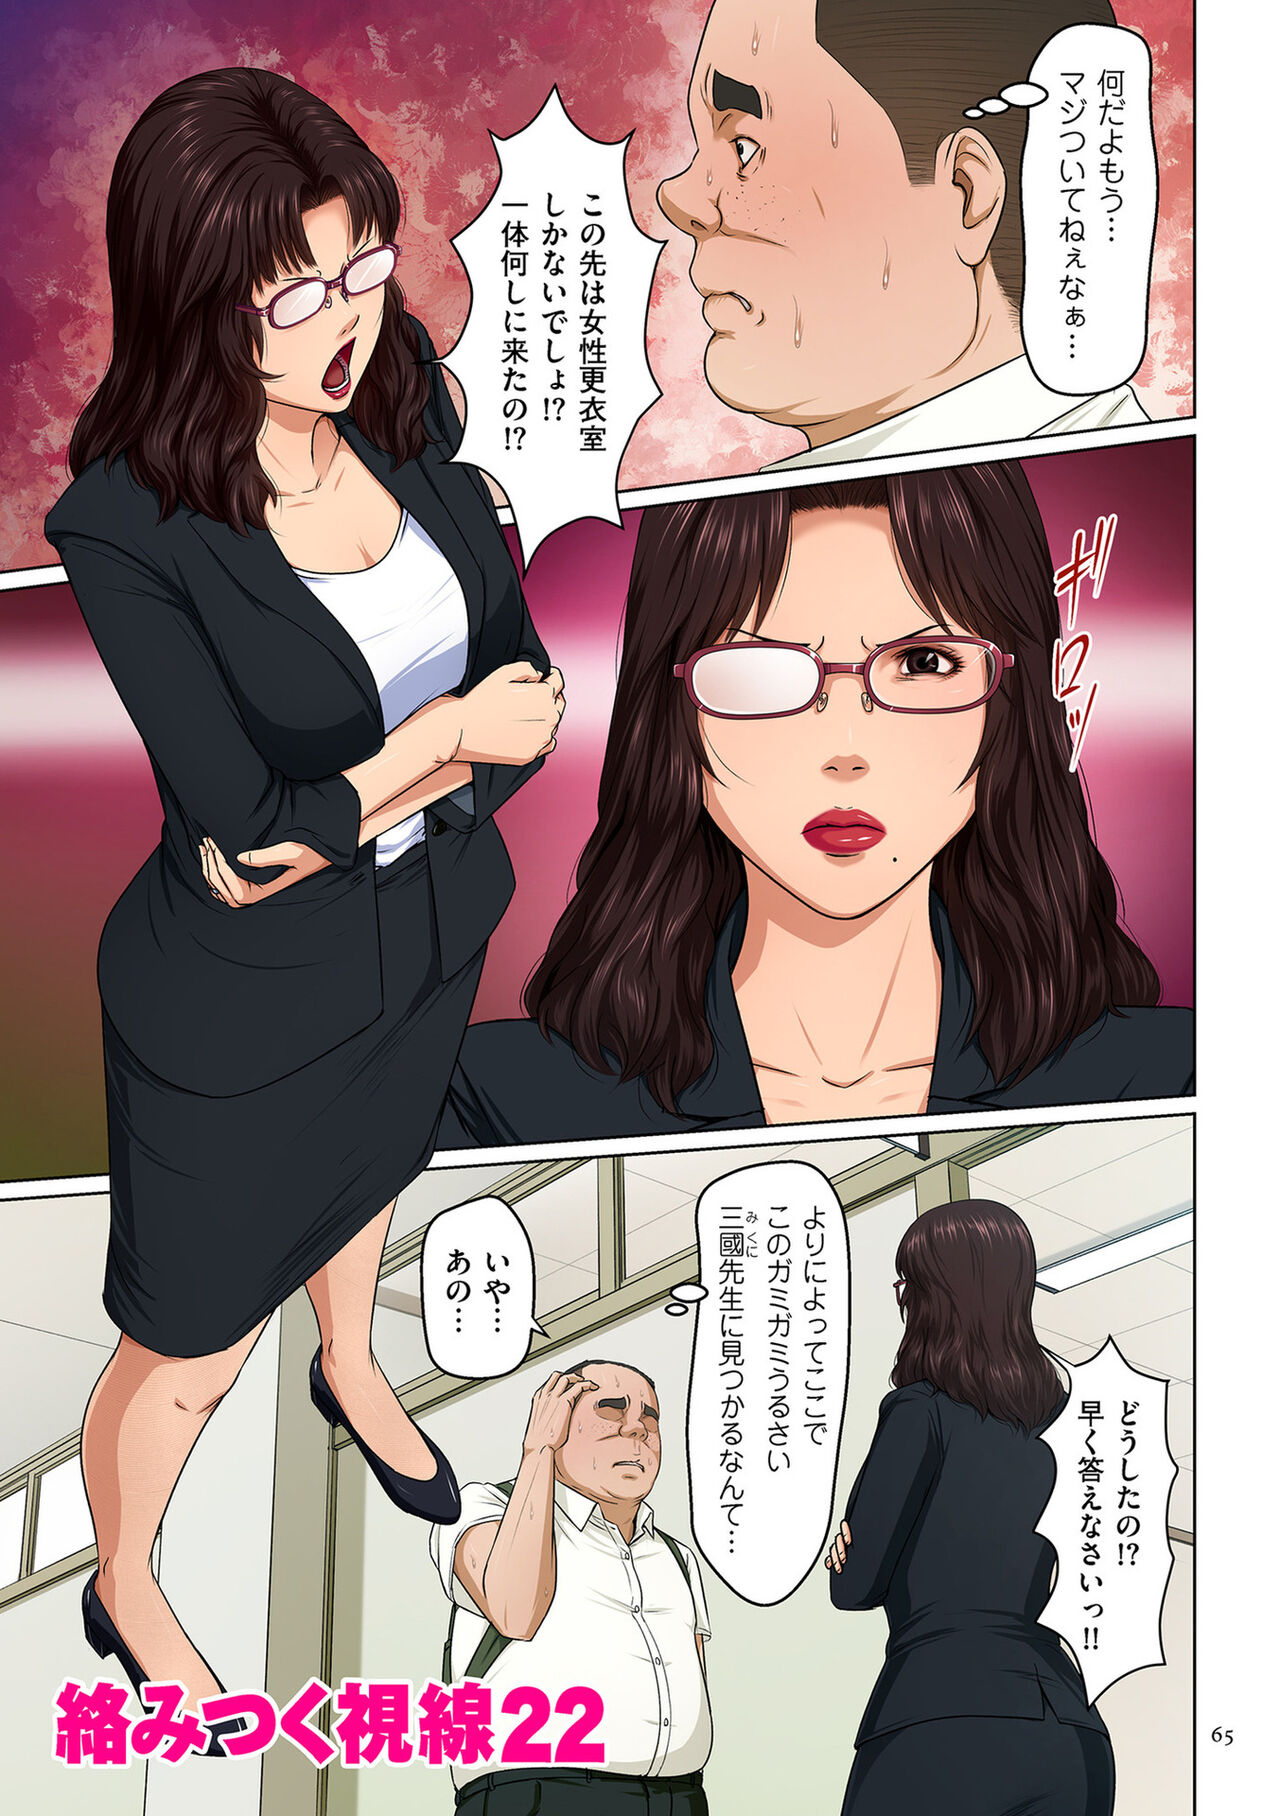 何だよもう…
マジついてねぇなぁ…
この先は女性更衣室
しかないでしょ!?
一体何しに来たの!?
ギロッ
よりによってここで
このガミガミうるさい
三國先生に見つかるなんて…
みくに
いや…
あの…
どうしたの!?
早く答えなさいっ!!
絡みつく視線22
65